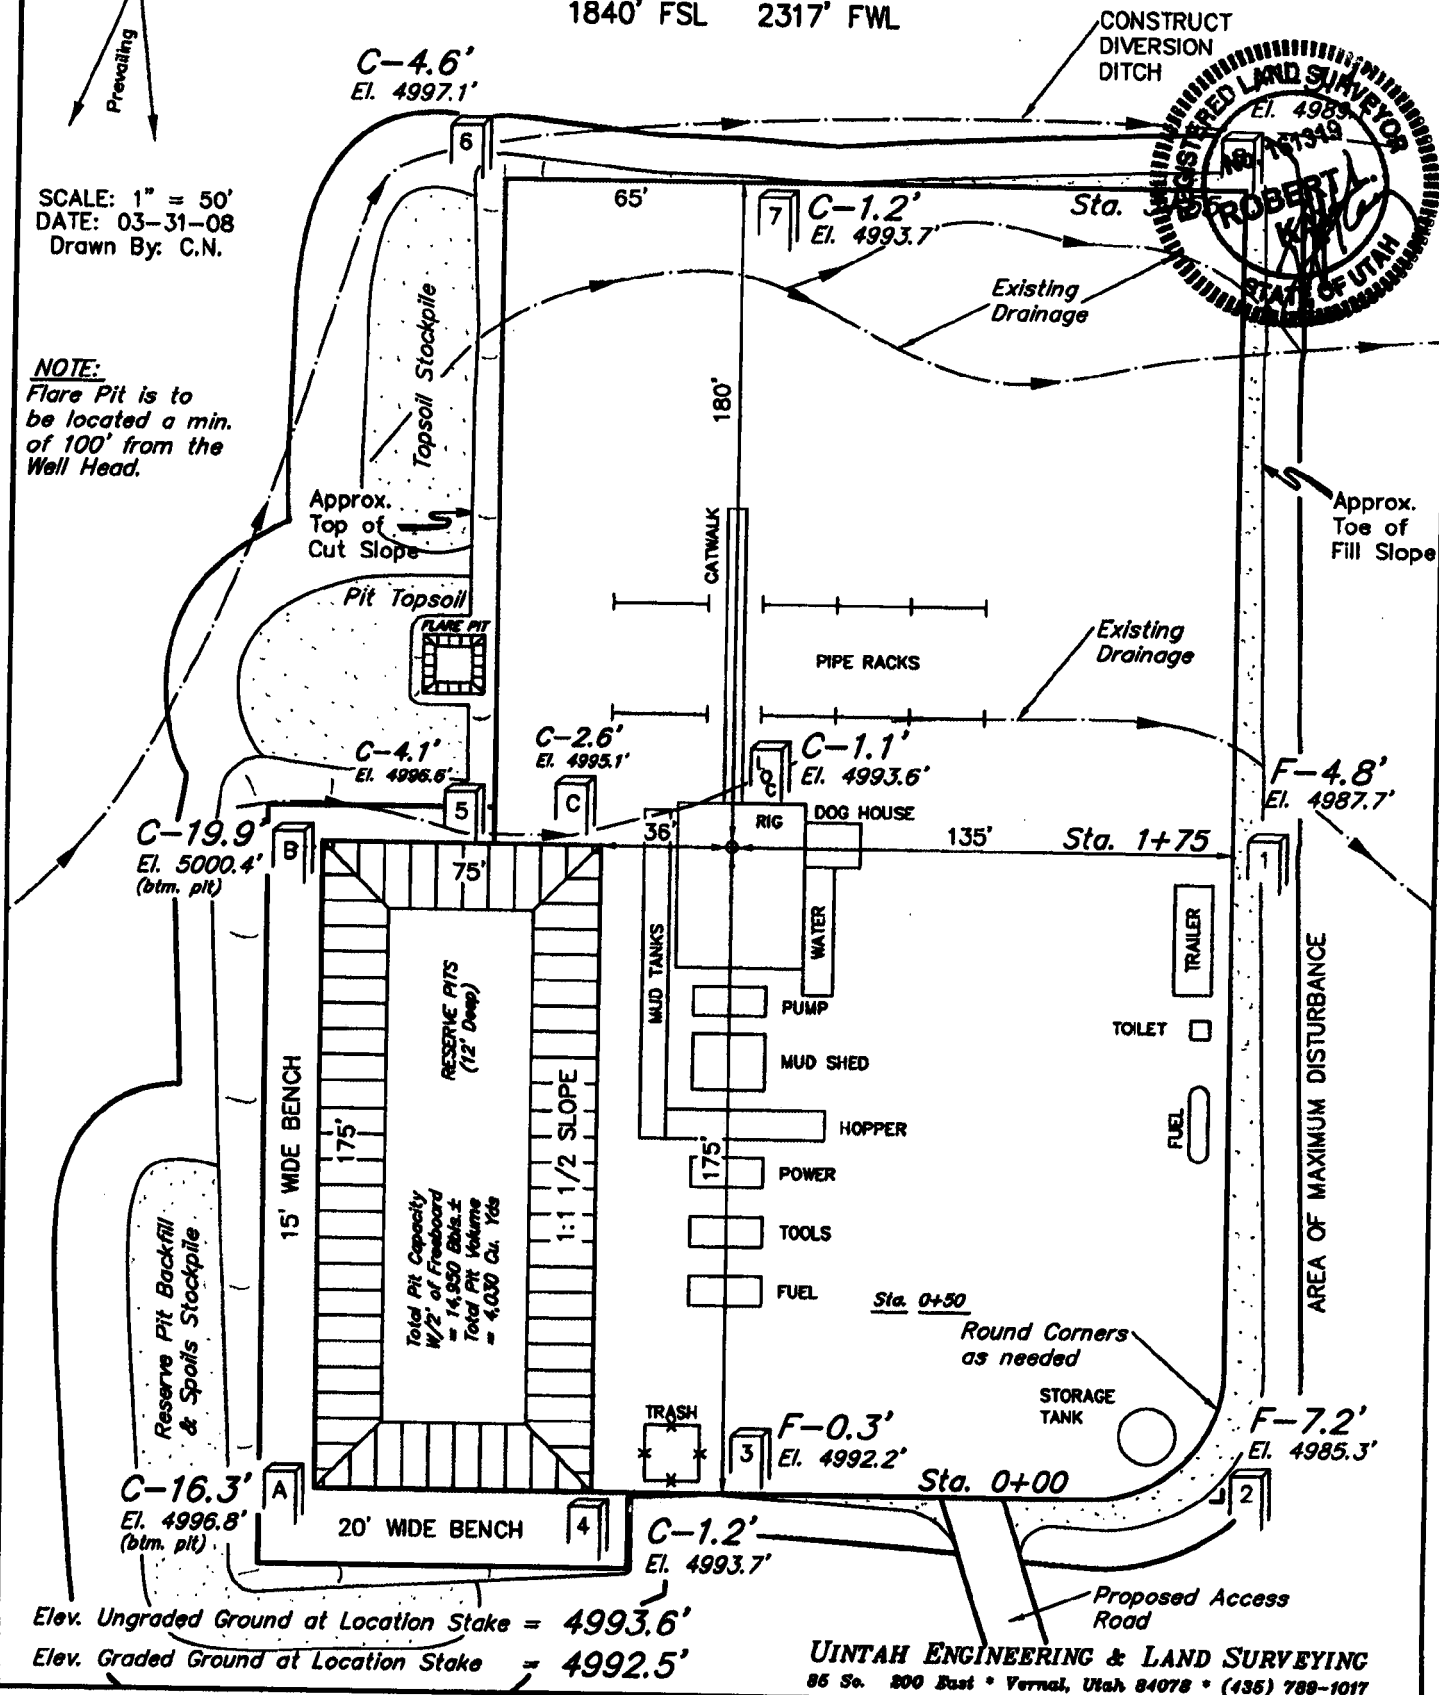 1840' FSL 2317' FWL
CONSTRUCT
DIVERSION
DITCH
Prevailing
C-4.6'
El. 4997.1'
6
REGISTERED LAND SURVEYOR
El. 4989.
No. 161319
ROBERT L.
STATE OF UTAH
SCALE: 1" = 50'
DATE: 03-31-08
Drawn By: C.N.
65'
7
C-1.2'
El. 4993.7'
Sta.
Existing
Drainage
Topsoil Stockpile
180'
NOTE:
Flare Pit is to
be located a min.
of 100' from the
Well Head.
Approx.
Top of
Cut Slope
CATWALK
Approx.
Toe of
Fill Slope
Pit Topsoil
FLARE PIT
PIPE RACKS
Existing
Drainage
C-4.1'
El. 4996.6'
C-2.6'
El. 4995.1'
LOC
C-1.1'
El. 4993.6'
F-4.8'
El. 4987.7'
5
C
C-19.9'
El. 5000.4'
(btm. pit)
B
75'
36'
RIG
DOG HOUSE
135'
Sta. 1+75
1
MUD TANKS
WATER
TRAILER
RESERVE PITS
(12' Deep)
PUMP
TOILET
MUD SHED
15' WIDE BENCH
175'
1:1 1/2 SLOPE
HOPPER
FUEL
AREA OF MAXIMUM DISTURBANCE
175'
POWER
Total Pit Capacity
W/2' of Freeboard
= 14,950 Bbls.±
Total Pit Volume
= 4,030 Cu. Yds
TOOLS
FUEL
Reserve Pit Backfill
& Spoils Stockpile
Sta. 0+50
Round Corners
as needed
STORAGE
TANK
TRASH
3
F-0.3'
El. 4992.2'
F-7.2'
El. 4985.3'
Sta. 0+00
2
C-16.3'
El. 4996.8'
(btm. pit)
A
20' WIDE BENCH
4
C-1.2'
El. 4993.7'
Proposed Access
Road
Elev. Ungraded Ground at Location Stake = 4993.6'
Elev. Graded Ground at Location Stake = 4992.5'
UINTAH ENGINEERING & LAND SURVEYING
85 So. 200 East * Vernal, Utah 84078 * (435) 789-1017